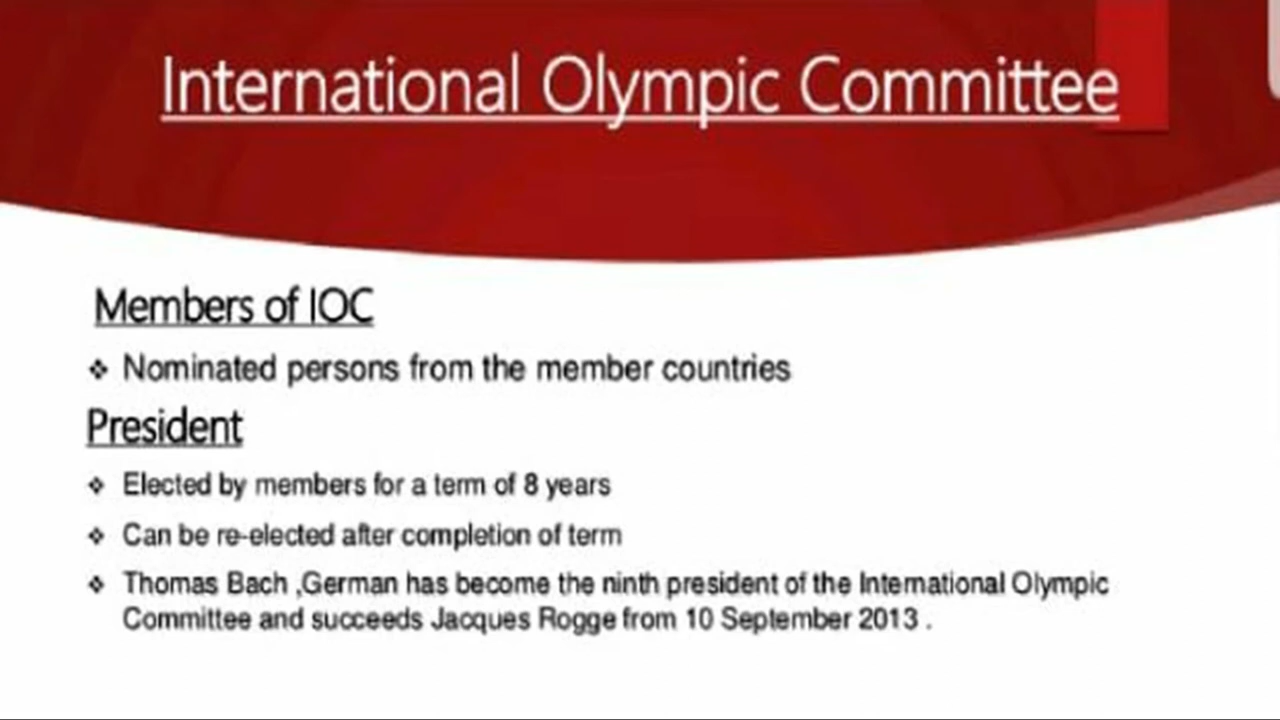 International Olympic Committee
Members of IOC
❖ Nominated persons from the member countries
President
❖ Elected by members for a term of 8 years
❖ Can be re-elected after completion of term
❖ Thomas Bach ,German has become the ninth president of the International Olympic
Committee and succeeds Jacques Rogge from 10 September 2013 .